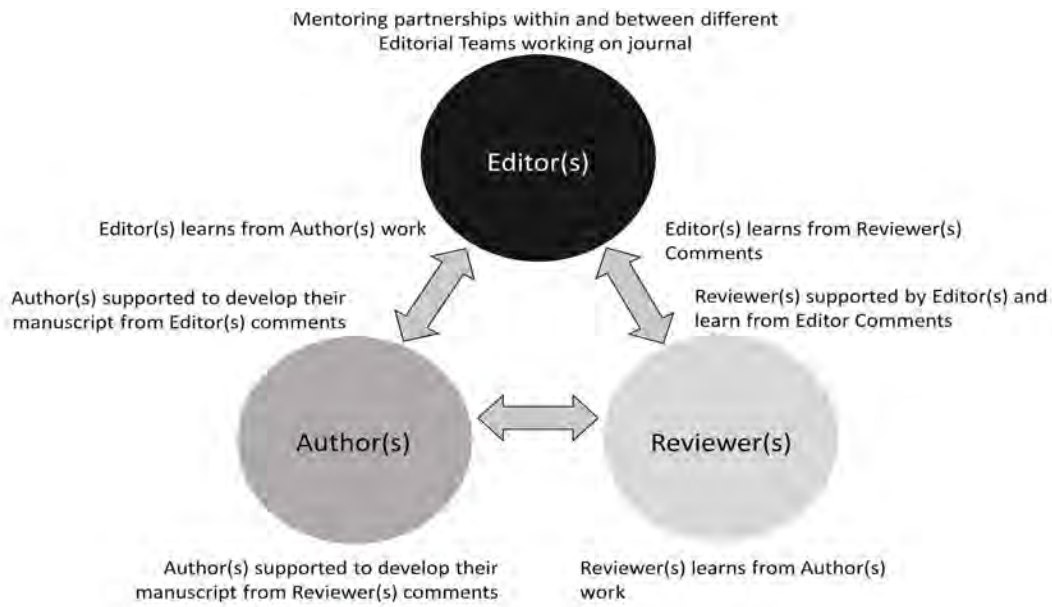 Mentoring partnerships within and between different
Editorial Teams working on journal
Editor(s)
Editor(s) learns from Author(s) work
Editor(s) learns from Reviewer(s)
Comments
Author(s) supported to develop their
manuscript from Editor(s) comments
Reviewer(s) supported by Editor(s) and
learn from Editor Comments
Author(s)
Reviewer(s)
Author(s) supported to develop their
manuscript from Reviewer(s) comments
Reviewer(s) learns from Author(s)
work